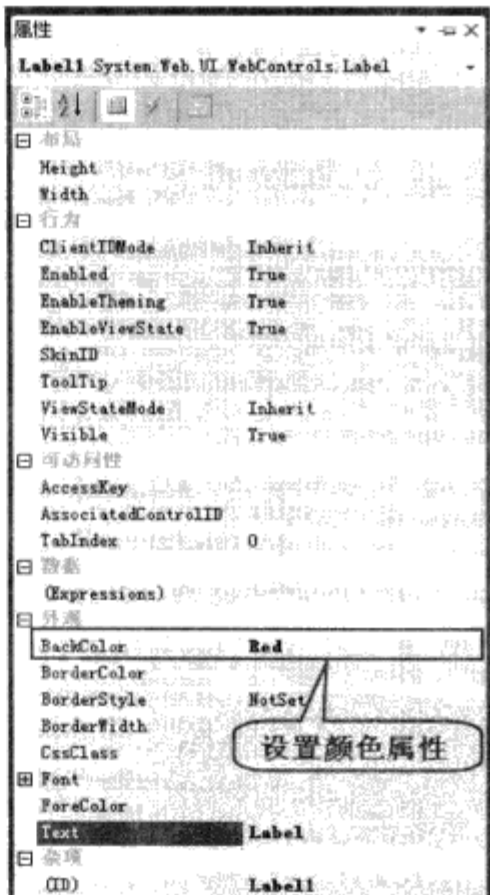 属性
Label1 System.Web.UI.WebControls.Label
布局
Height
Width
行为
ClientIDMode Inherit
Enabled True
EnableTheming True
EnableViewState True
SkinID
ToolTip
ViewStateMode Inherit
Visible True
可访问性
AccessKey
AssociatedControlID
TabIndex 0
数据
(Expressions)
外观
BackColor Red
BorderColor
BorderStyle NotSet
BorderWidth
设置颜色属性
CssClass
Font
ForeColor
Text Label
杂项
(ID) Label1